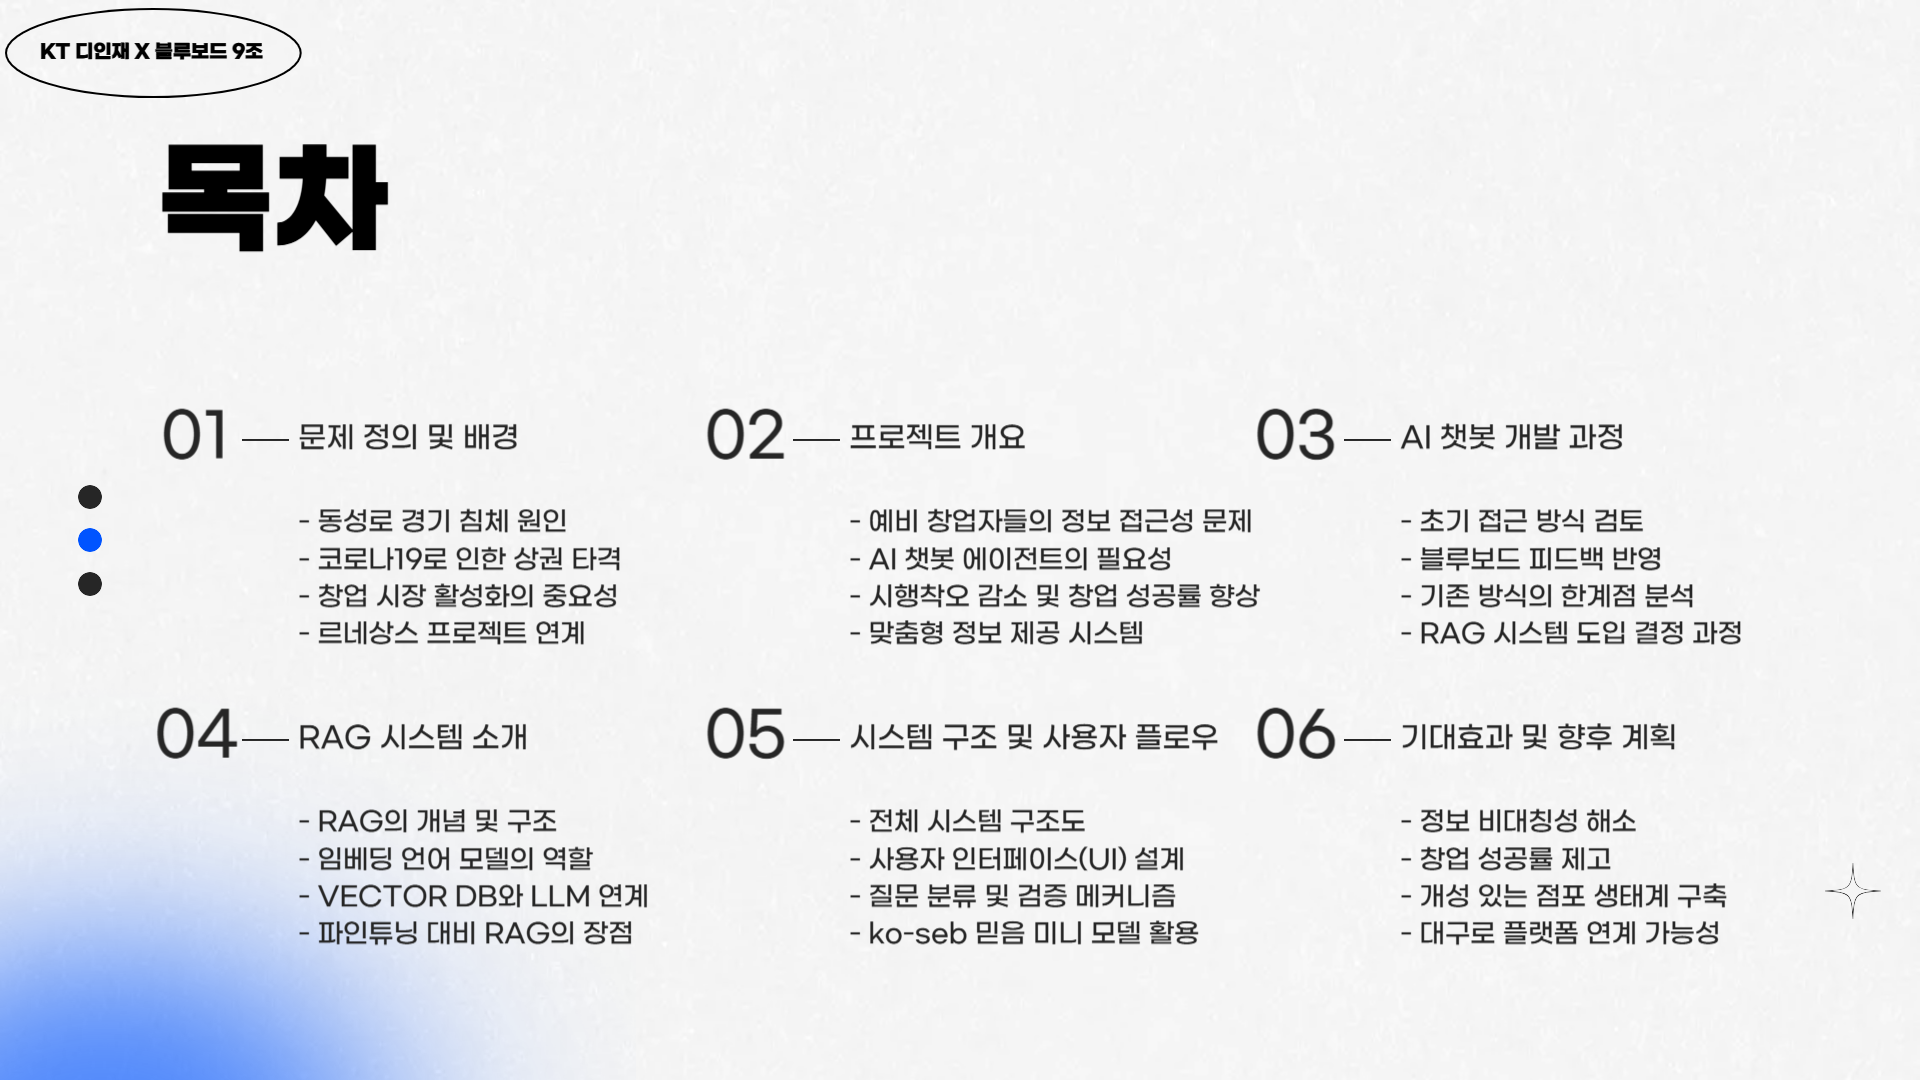 KT 디인재 X 블루보드 9조
목차
01 문제 정의 및 배경
- 동성로 경기 침체 원인
- 코로나19로 인한 상권 타격
- 창업 시장 활성화의 중요성
- 르네상스 프로젝트 연계
02 프로젝트 개요
- 예비 창업자들의 정보 접근성 문제
- AI 챗봇 에이전트의 필요성
- 시행착오 감소 및 창업 성공률 향상
- 맞춤형 정보 제공 시스템
03 AI 챗봇 개발 과정
- 초기 접근 방식 검토
- 블루보드 피드백 반영
- 기존 방식의 한계점 분석
- RAG 시스템 도입 결정 과정
04 RAG 시스템 소개
- RAG의 개념 및 구조
- 임베딩 언어 모델의 역할
- VECTOR DB와 LLM 연계
- 파인튜닝 대비 RAG의 장점
05 시스템 구조 및 사용자 플로우
- 전체 시스템 구조도
- 사용자 인터페이스(UI) 설계
- 질문 분류 및 검증 메커니즘
- ko-seb 믿음 미니 모델 활용
06 기대효과 및 향후 계획
- 정보 비대칭성 해소
- 창업 성공률 제고
- 개성 있는 점포 생태계 구축
- 대구로 플랫폼 연계 가능성